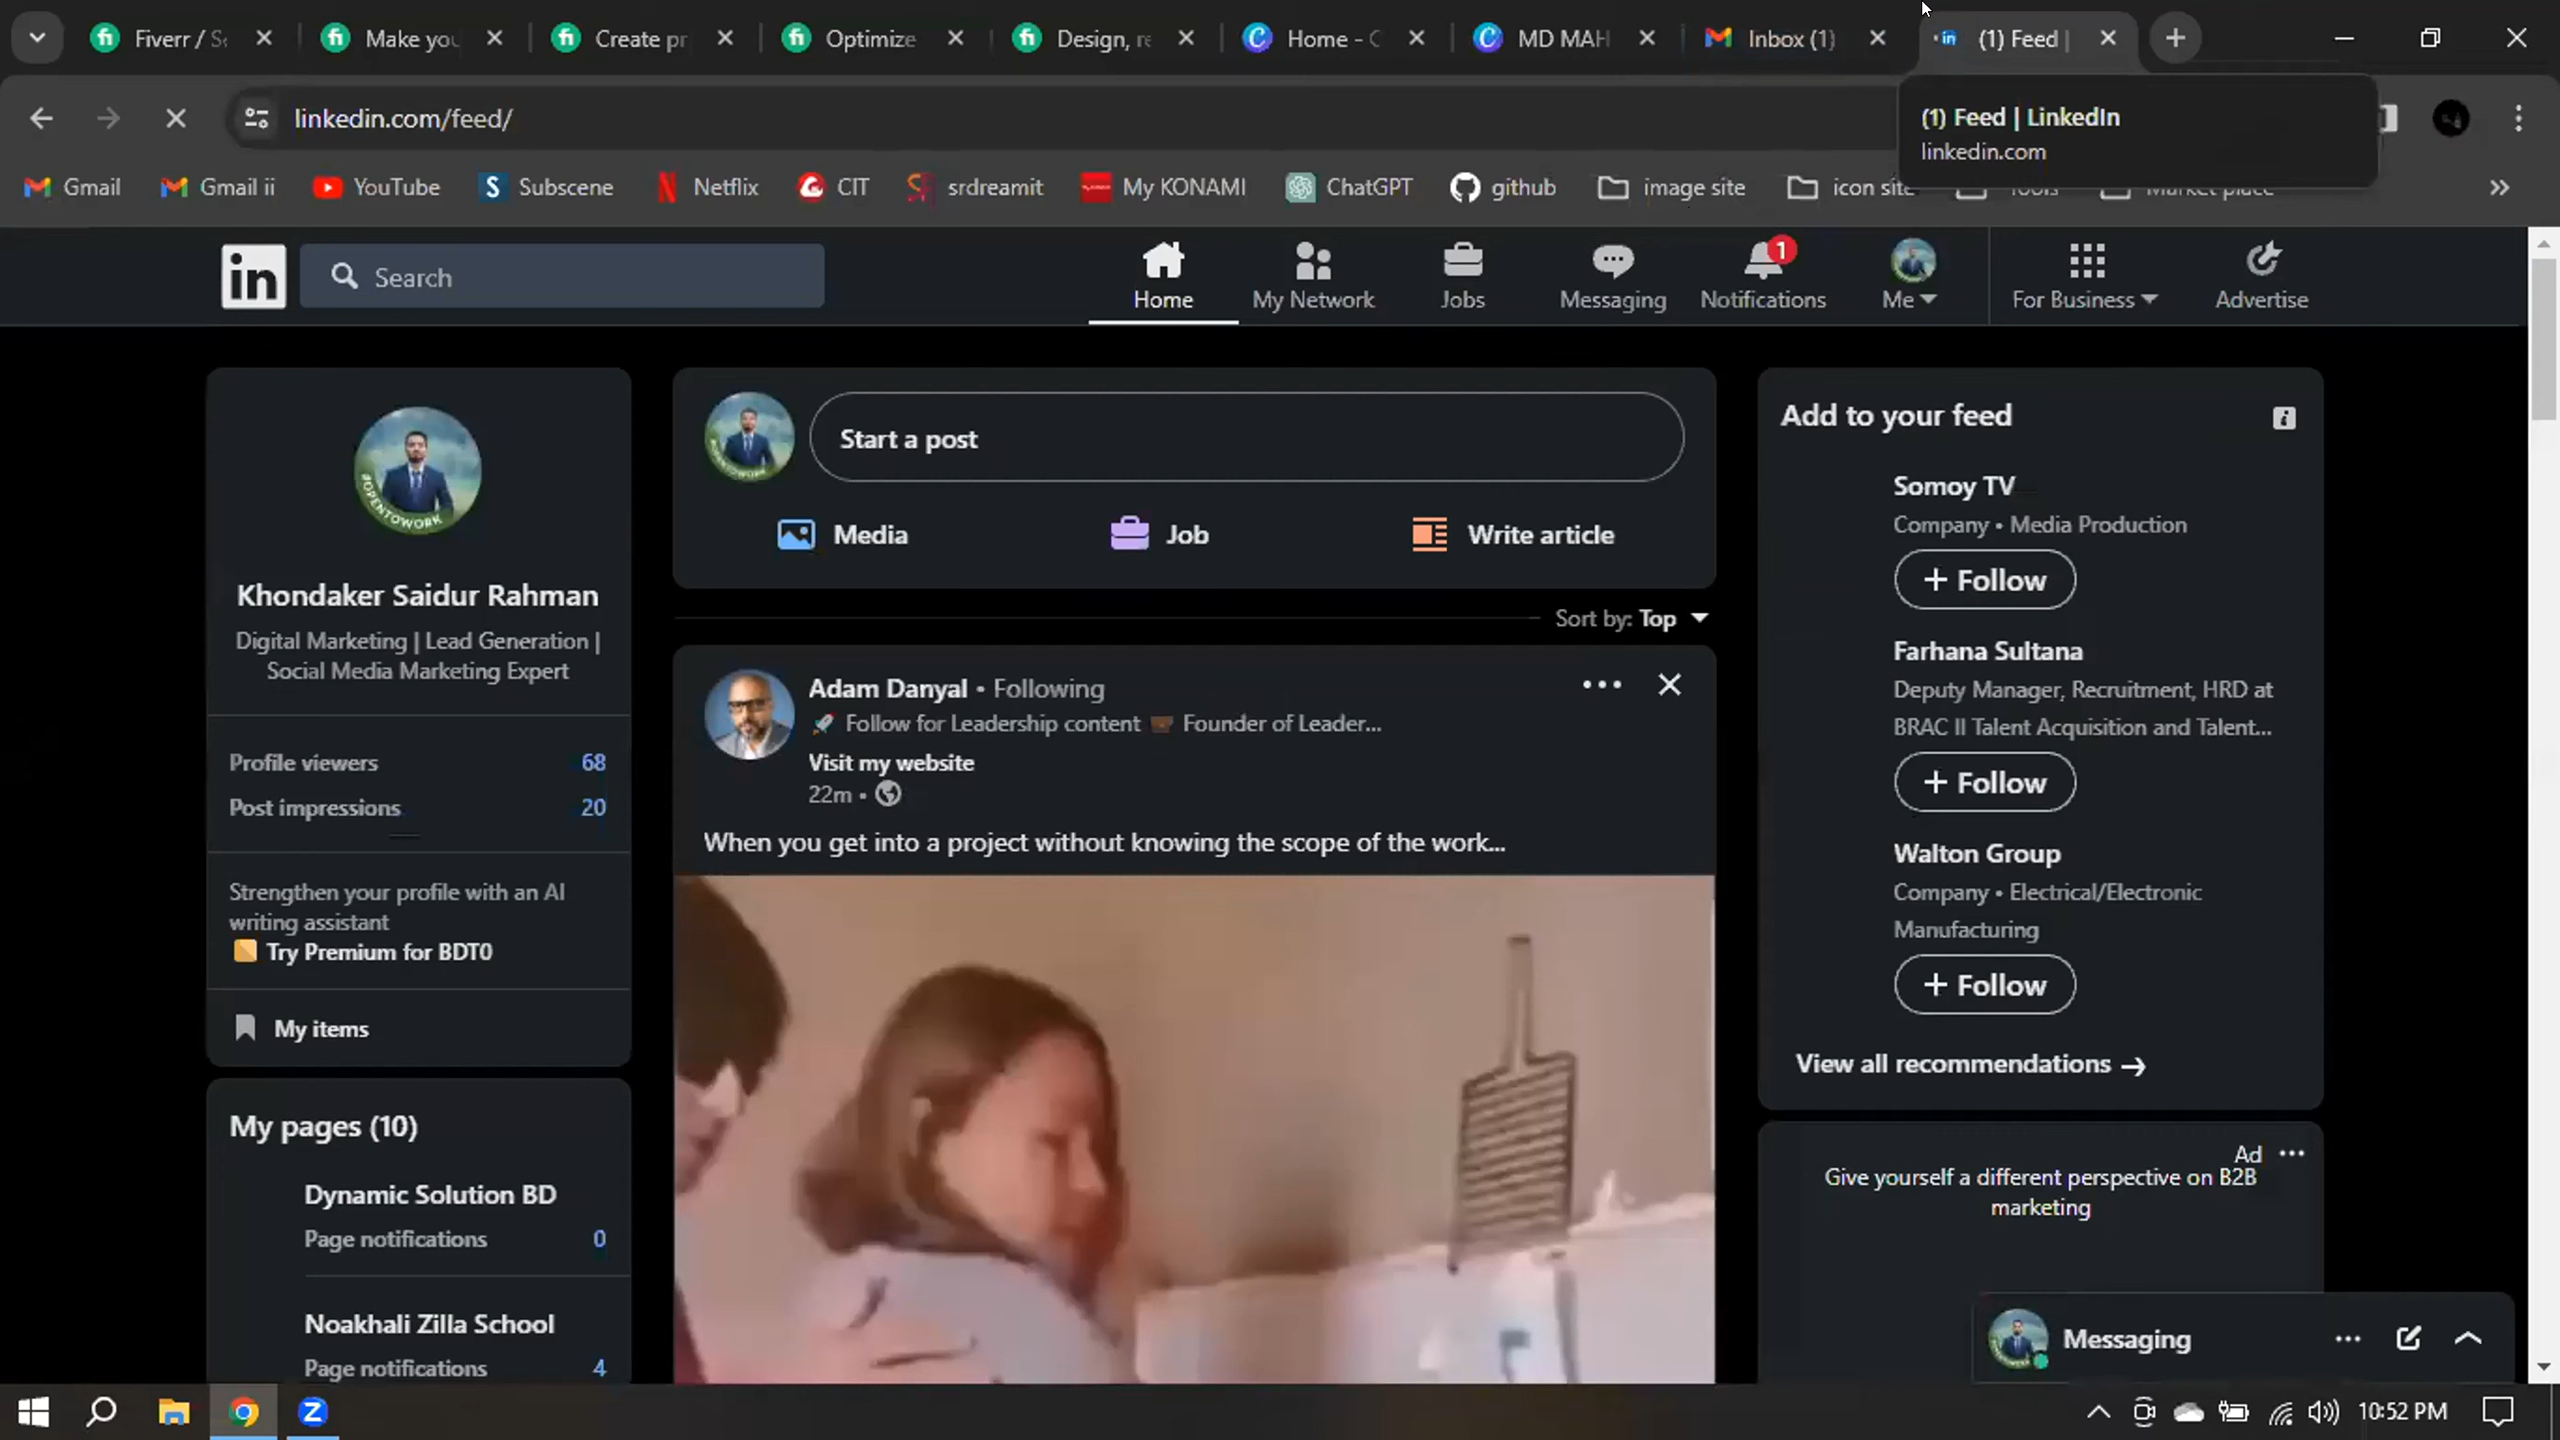 Fiverr / Se
Make you
Create pr
Optimize
Design, re
Home - C
MD MAH
Inbox (1)
(1) Feed |
linkedin.com/feed/
(1) Feed | LinkedIn
linkedin.com
Gmail
Gmail ii
YouTube
Subscene
Netflix
CIT
srdreamit
My KONAMI
ChatGPT
github
image site
icon site
Tools
Market place
in
Search
Home
My Network
Jobs
Messaging
1
Notifications
Me
For Business
Advertise
#OPENTOWORK
Khondaker Saidur Rahman
Digital Marketing | Lead Generation |
Social Media Marketing Expert
Profile viewers 68
Post impressions 20
Strengthen your profile with an AI
writing assistant
Try Premium for BDT0
My items
My pages (10)
Dynamic Solution BD
Page notifications 0
Noakhali Zilla School
Page notifications 4
Start a post
Media
Job
Write article
Sort by: Top
Adam Danyal • Following
Follow for Leadership content Founder of Leader...
Visit my website
22m •
When you get into a project without knowing the scope of the work...
Add to your feed
Somoy TV
Company • Media Production
+ Follow
Farhana Sultana
Deputy Manager, Recruitment, HRD at
BRAC II Talent Acquisition and Talent...
+ Follow
Walton Group
Company • Electrical/Electronic
Manufacturing
+ Follow
View all recommendations →
Ad
Give yourself a different perspective on B2B
marketing
Messaging
10:52 PM